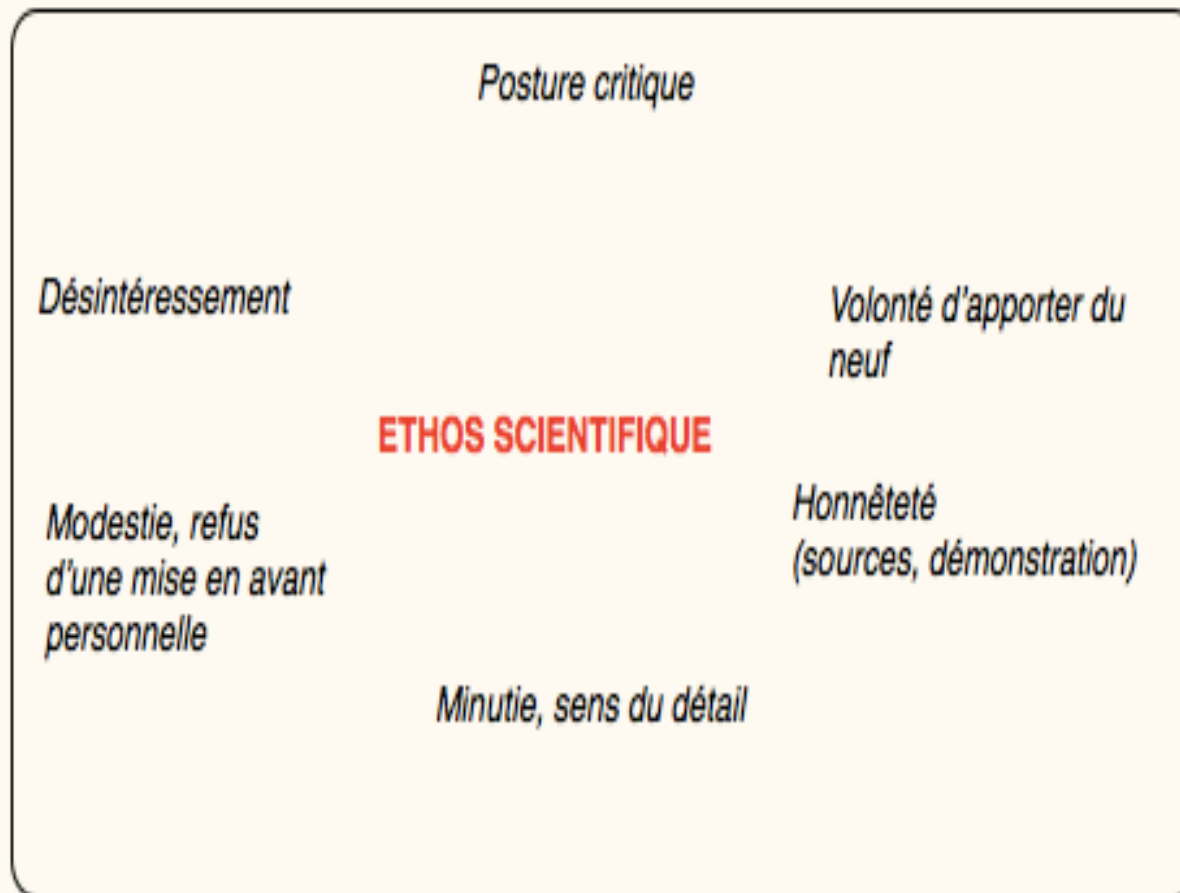 Posture critique
Désintéressement
Volonté d'apporter du
neuf
ETHOS SCIENTIFIQUE
Modestie, refus
d'une mise en avant
personnelle
Honnêteté
(sources, démonstration)
Minutie, sens du détail